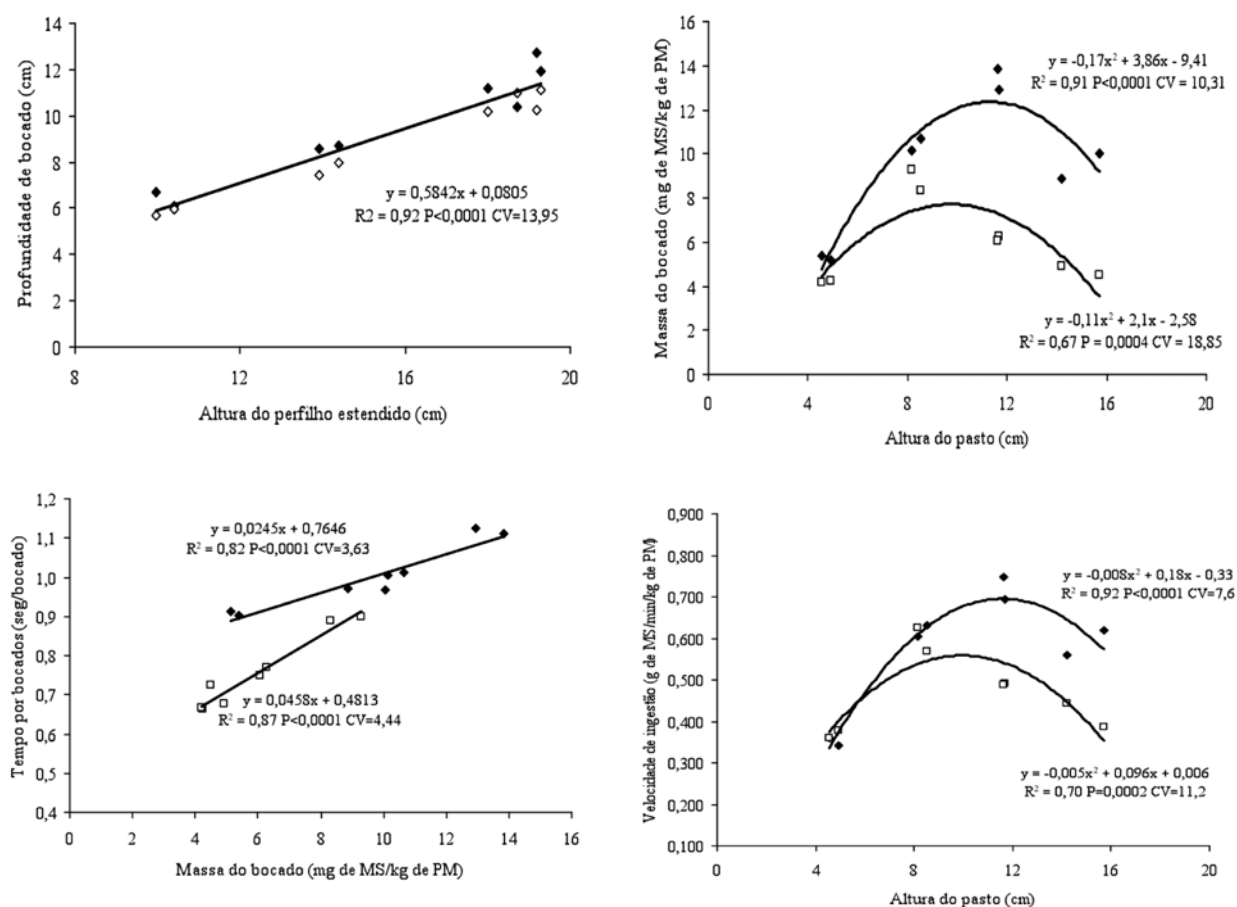 Profundidade de bocado (cm)
14
12
10
8
6
4
2
0
y = 0,5842x + 0,0805
R2 = 0,92 P<0,0001 CV=13,95
8 12 16 20
Altura do perfilho estendido (cm)
Massa do bocado (mg de MS/kg de PM)
16
14
12
10
8
6
4
2
0
y = -0,17x² + 3,86x - 9,41
R² = 0,91 P<0,0001 CV = 10,31
y = -0,11x² + 2,1x - 2,58
R² = 0,67 P = 0,0004 CV = 18,85
0 4 8 12 16 20
Altura do pasto (cm)
Tempo por bocados (seg/bocado)
1,2
1,1
1,0
0,9
0,8
0,7
0,6
0,5
0,4
y = 0,0245x + 0,7646
R² = 0,82 P<0,0001 CV=3,63
y = 0,0458x + 0,4813
R² = 0,87 P<0,0001 CV=4,44
0 2 4 6 8 10 12 14 16
Massa do bocado (mg de MS/kg de PM)
Velocidade de ingestão (g de MS/min/kg de PM)
0,900
0,800
0,700
0,600
0,500
0,400
0,300
0,200
0,100
y = -0,008x² + 0,18x - 0,33
R² = 0,92 P<0,0001 CV=7,6
y = -0,005x² + 0,096x + 0,006
R² = 0,70 P=0,0002 CV=11,2
0 4 8 12 16 20
Altura do pasto (cm)